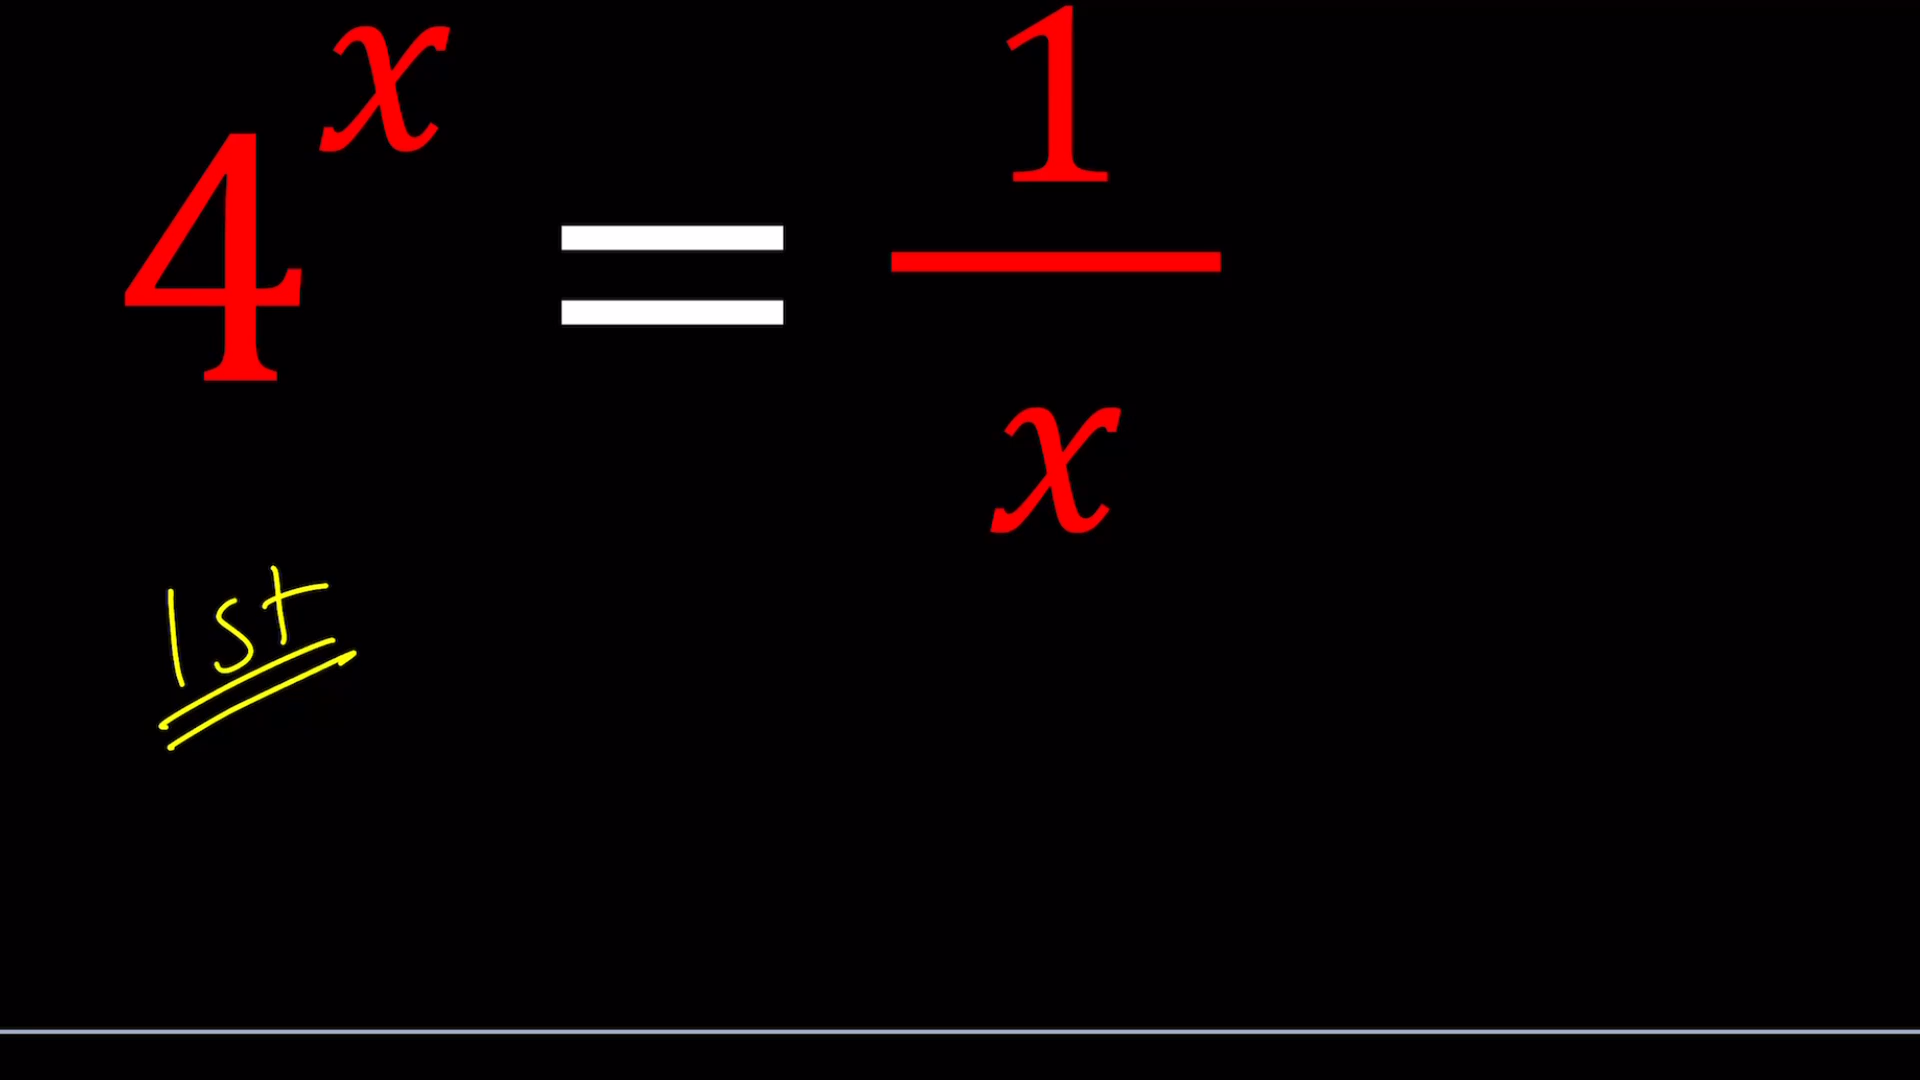 4^x = 1/x
1st